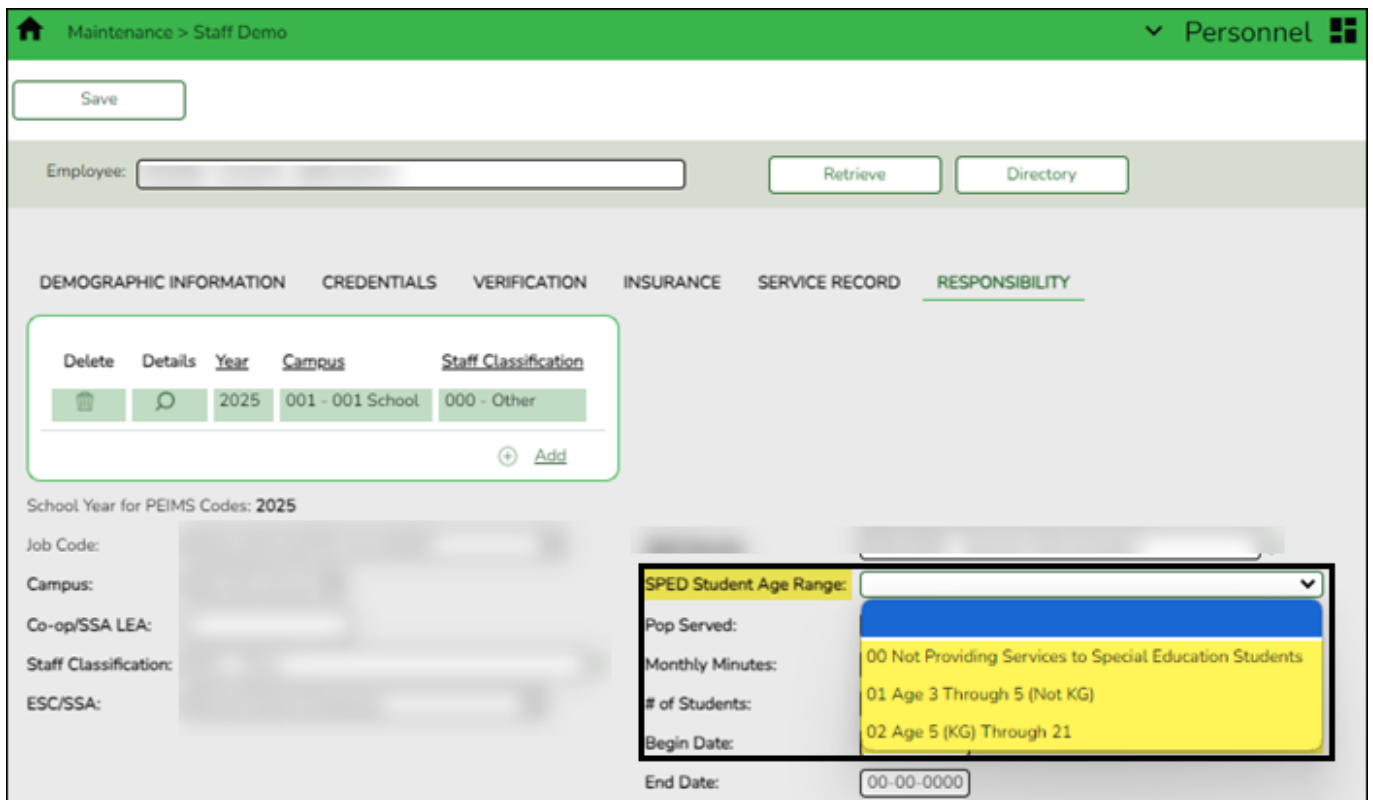 Maintenance > Staff Demo
Personnel
Save
Employee:
Retrieve
Directory
DEMOGRAPHIC INFORMATION CREDENTIALS VERIFICATION INSURANCE SERVICE RECORD RESPONSIBILITY
Delete Details Year Campus Staff Classification
2025 001 - 001 School 000 - Other
Add
School Year for PEIMS Codes: 2025
Job Code:
Campus:
Co-op/SSA LEA:
Staff Classification:
ESC/SSA:
SPED Student Age Range:
Pop Served:
00 Not Providing Services to Special Education Students
Monthly Minutes:
01 Age 3 Through 5 (Not KG)
# of Students:
02 Age 5 (KG) Through 21
Begin Date:
End Date: 00-00-0000